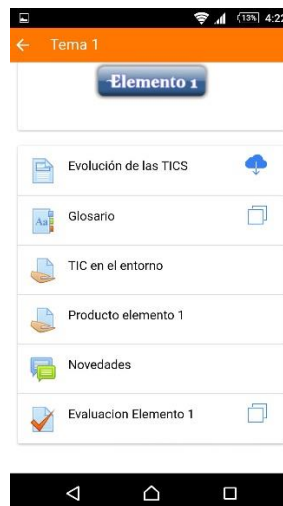 13% 4:22
Tema 1
Elemento 1
Evolución de las TICS
Glosario
Aa
TIC en el entorno
Producto elemento 1
Novedades
Evaluacion Elemento 1